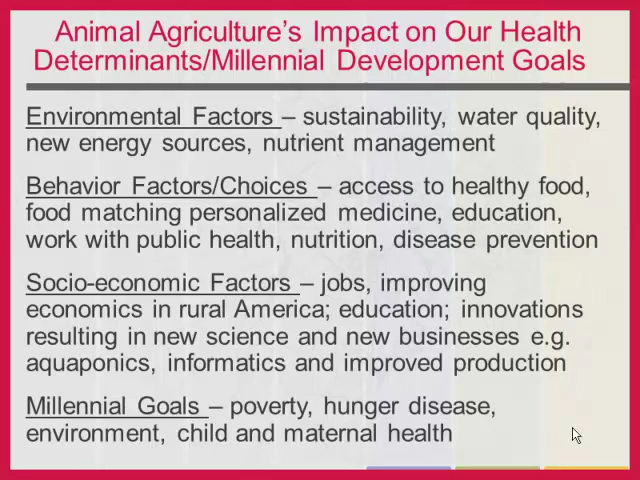 Animal Agriculture's Impact on Our Health
Determinants/Millennial Development Goals
Environmental Factors – sustainability, water quality,
new energy sources, nutrient management
Behavior Factors/Choices – access to healthy food,
food matching personalized medicine, education,
work with public health, nutrition, disease prevention
Socio-economic Factors – jobs, improving
economics in rural America; education; innovations
resulting in new science and new businesses e.g.
aquaponics, informatics and improved production
Millennial Goals – poverty, hunger disease,
environment, child and maternal health